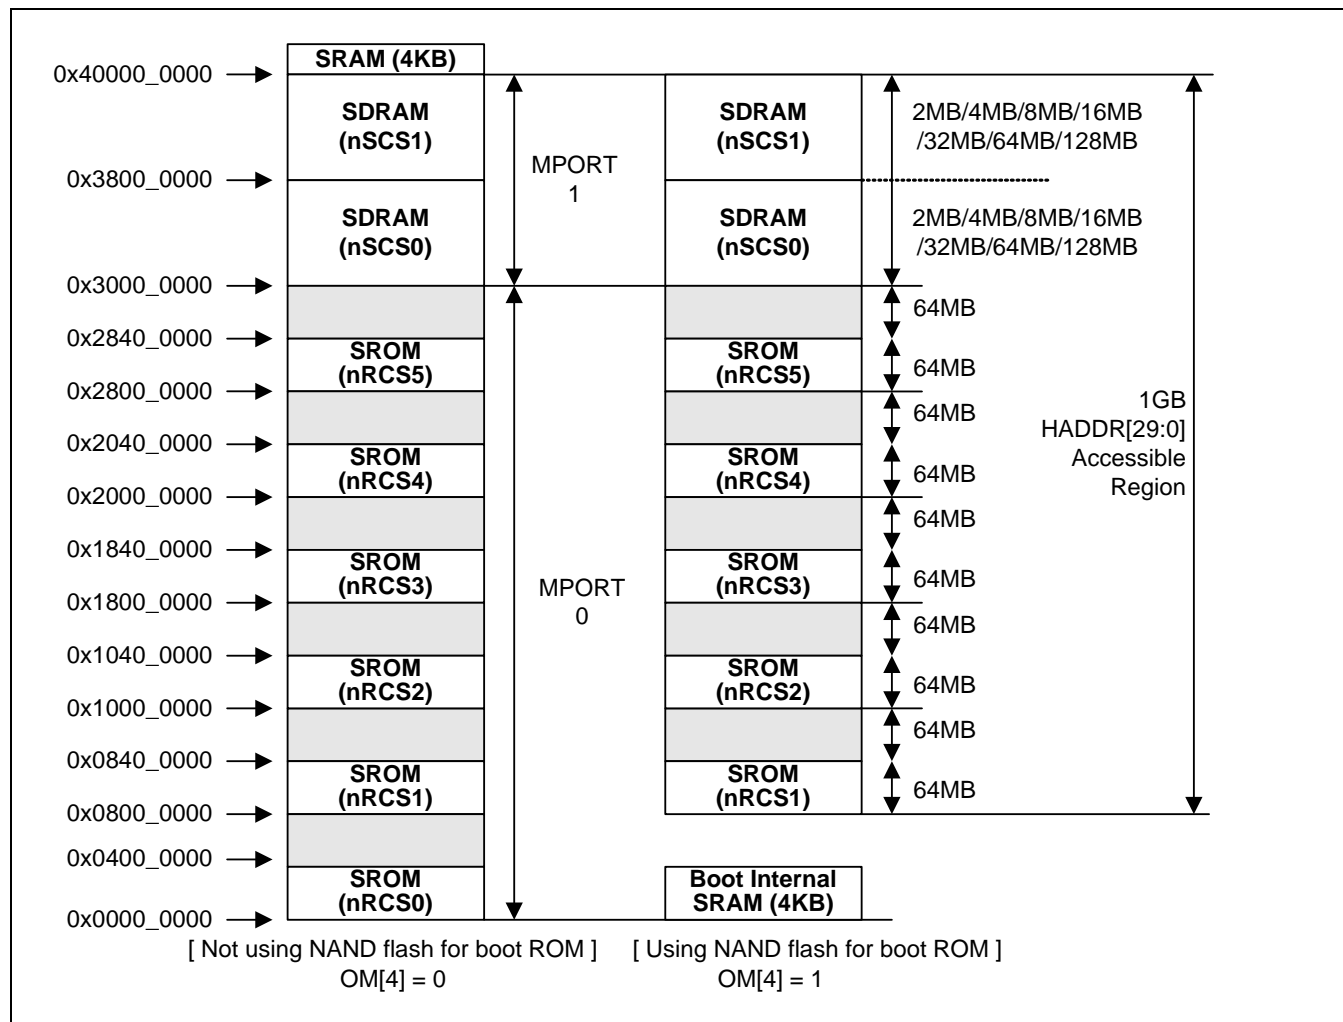 SRAM (4KB)
0x40000_0000
SDRAM
(nSCS1)
MPORT
1
SDRAM
(nSCS1)
2MB/4MB/8MB/16MB
/32MB/64MB/128MB
0x3800_0000
SDRAM
(nSCS0)
SDRAM
(nSCS0)
2MB/4MB/8MB/16MB
/32MB/64MB/128MB
0x3000_0000
64MB
0x2840_0000
SROM
(nRCS5)
SROM
(nRCS5)
64MB
0x2800_0000
64MB
1GB
HADDR[29:0]
Accessible
Region
0x2040_0000
SROM
(nRCS4)
SROM
(nRCS4)
64MB
0x2000_0000
64MB
0x1840_0000
SROM
(nRCS3)
MPORT
0
SROM
(nRCS3)
64MB
0x1800_0000
64MB
0x1040_0000
SROM
(nRCS2)
SROM
(nRCS2)
64MB
0x1000_0000
64MB
0x0840_0000
SROM
(nRCS1)
SROM
(nRCS1)
64MB
0x0800_0000
0x0400_0000
SROM
(nRCS0)
Boot Internal
SRAM (4KB)
0x0000_0000
[ Not using NAND flash for boot ROM ]
OM[4] = 0
[ Using NAND flash for boot ROM ]
OM[4] = 1